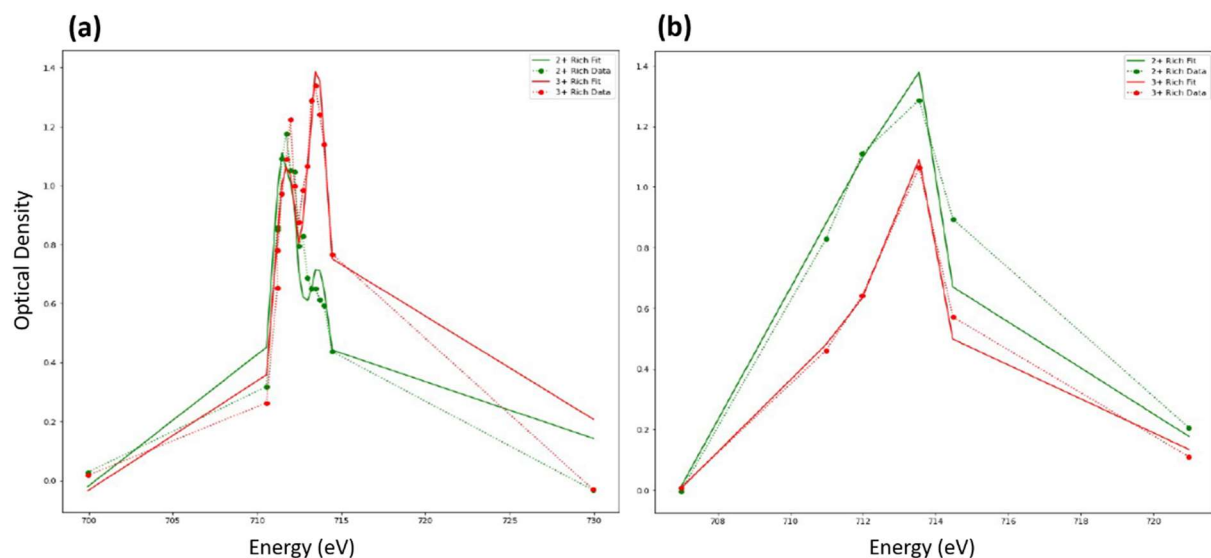 (a)
(b)
1.4
1.2
1.0
0.8
0.6
0.4
0.2
0.0
2+ Rich Fit
2+ Rich Data
3+ Rich Fit
3+ Rich Data
700
705
710
715
720
725
730
Optical Density
Energy (eV)
1.4
1.2
1.0
0.8
0.6
0.4
0.2
0.0
2+ Rich Fit
2+ Rich Data
3+ Rich Fit
3+ Rich Data
708
710
712
714
716
718
720
Energy (eV)